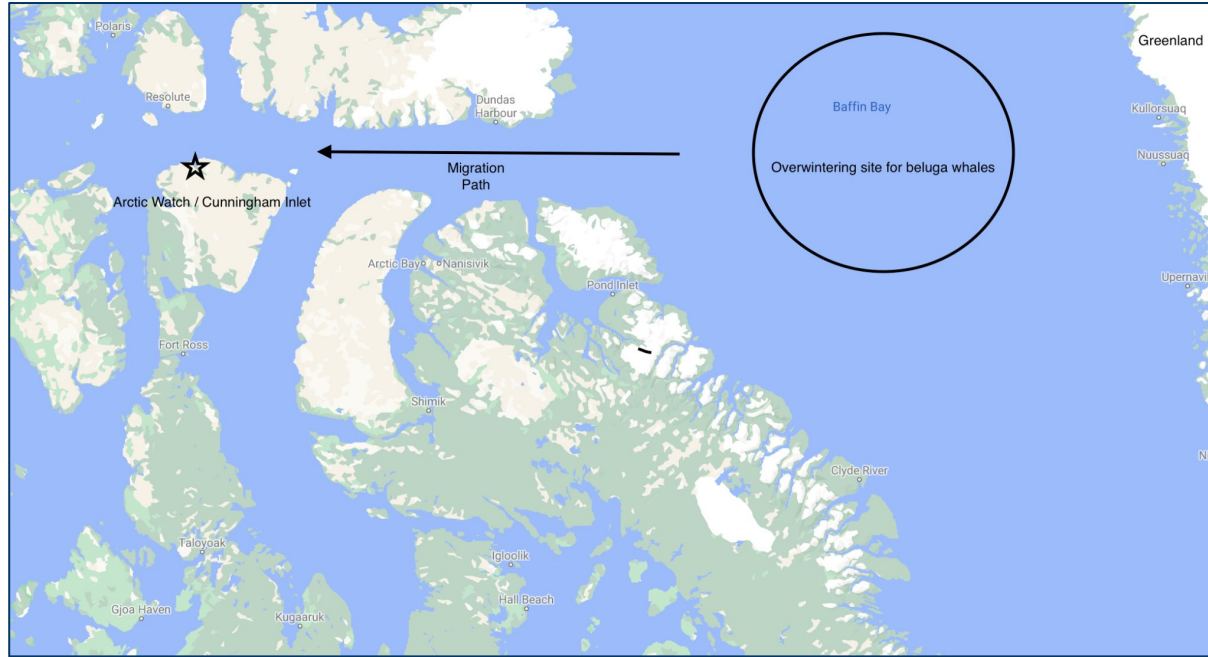 Polaris
Greenland
Resolute
Dundas
Harbour
Baffin Bay
Kullorsuaq
Nuussuaq
Migration
Path
Overwintering site for beluga whales
Arctic Watch / Cunningham Inlet
Arctic Bay
Nanisivik
Pond Inlet
Upernavi
Fort Ross
Shimik
Clyde River
N
Taloyoak
Igloolik
Hall Beach
Gjoa Haven
Kugaaruk